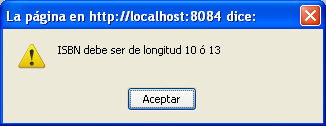 La página en http://localhost:8084 dice:
ISBN debe ser de longitud 10 ó 13
Aceptar